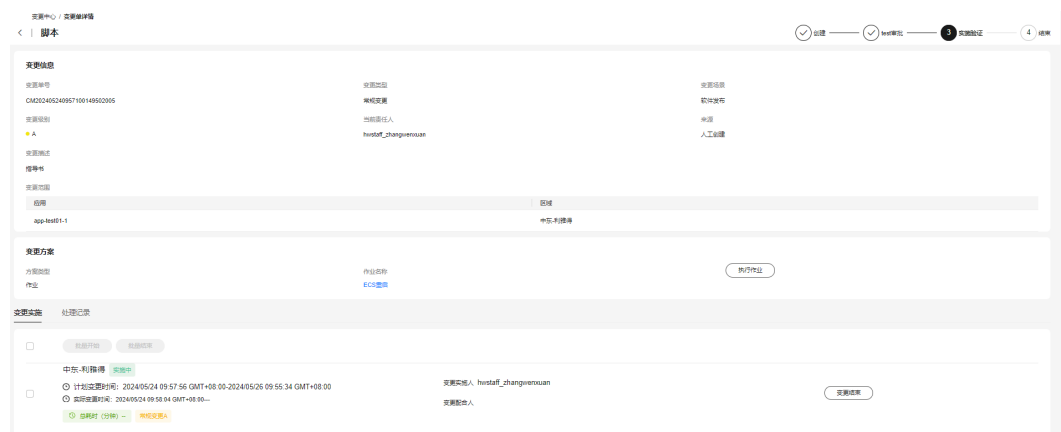 变更中心 / 变更单详情
脚本
创建
test审批
3 实施验证
4 结束
变更信息
变更单号 变更类型 变更场景
CM202405240957100149502005 常规变更 软件发布
变更级别 当前责任人 来源
A hwstaff_zhangwenxuan 人工创建
变更描述
指导书
变更范围
应用 区域
app-test01-1 中东-利雅得
变更方案
方案类型 作业名称 执行作业
作业 ECS重启
变更实施 处理记录
批量开始 批量结束
中东-利雅得 实施中
计划变更时间：2024/05/24 09:57:56 GMT+08:00-2024/05/26 09:55:34 GMT+08:00
变更实施人 hwstaff_zhangwenxuan
变更结束
实际变更时间：2024/05/24 09:58:04 GMT+08:00--
变更配合人
总耗时（分钟） -- 常规变更A